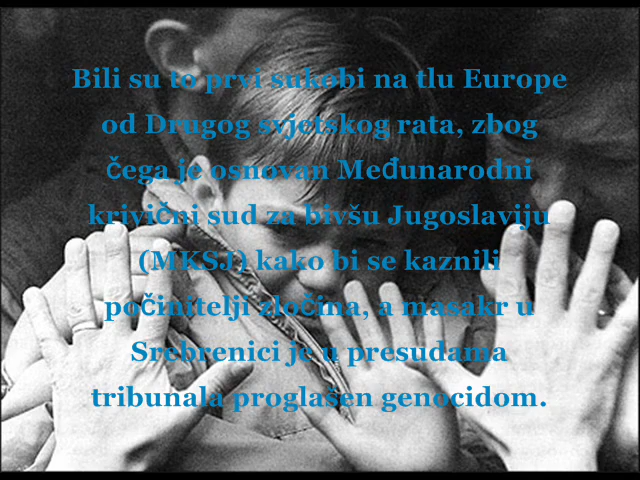 Bili su to prvi sukobi na tlu Europe
od Drugog svjetskog rata, zbog
čega je osnovan Međunarodni
krivični sud za bivšu Jugoslaviju
(MKSJ) kako bi se kaznili
počinitelji zločina, a masakr u
Srebrenici je u presudama
tribunala proglašen genocidom.